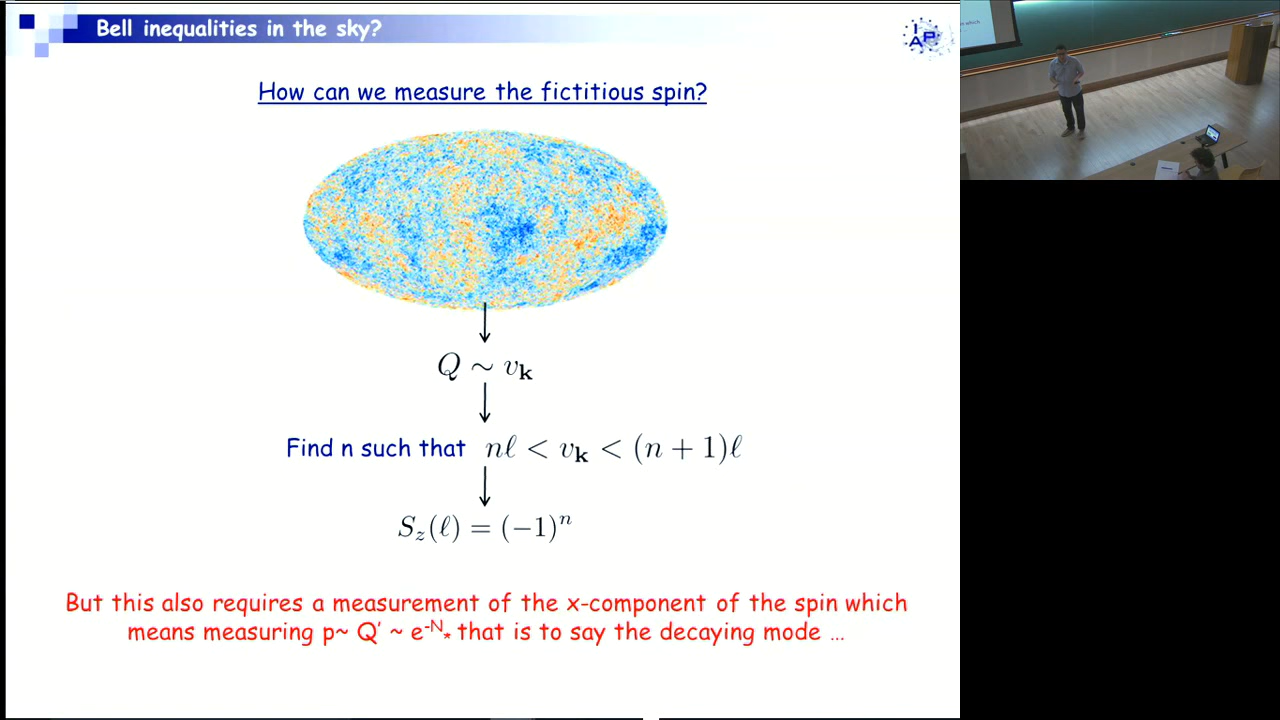 Bell inequalities in the sky?
IAP
How can we measure the fictitious spin?
Q ∼ v_𝐤
Find n such that nℓ < v_𝐤 < (n + 1)ℓ
S_z(ℓ) = (−1)^n
But this also requires a measurement of the x-component of the spin which
means measuring p~ Q' ~ e^{-N_*} that is to say the decaying mode …